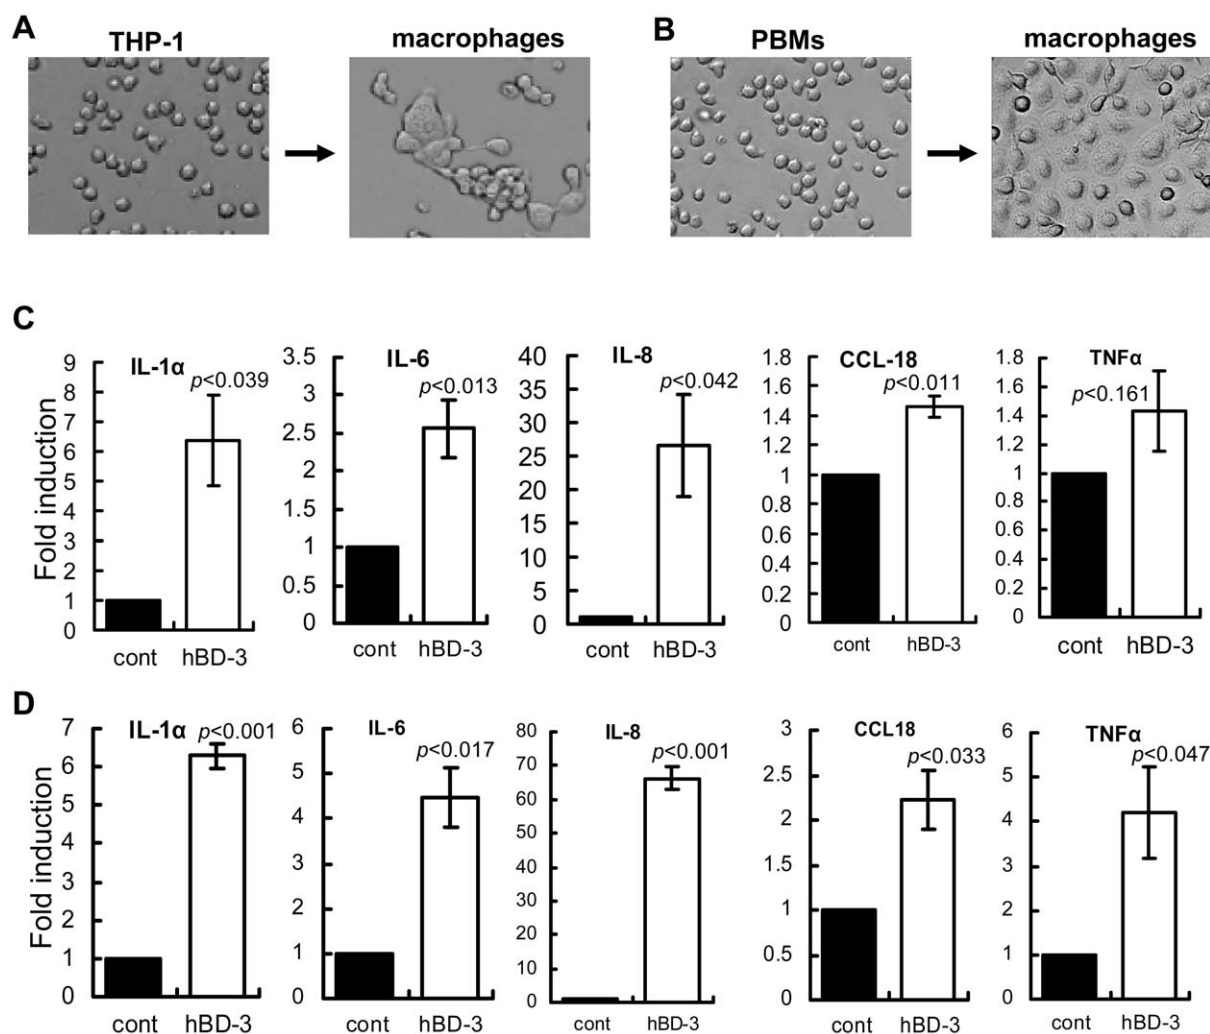 A
THP-1
macrophages
B
PBMs
macrophages
C
Fold induction
IL-1α
p<0.039
9
8
7
6
5
4
3
2
1
0
cont
hBD-3
IL-6
p<0.013
3.5
3
2.5
2
1.5
1
0.5
0
cont
hBD-3
IL-8
p<0.042
40
35
30
25
20
15
10
5
0
cont
hBD-3
CCL-18
p<0.011
1.8
1.6
1.4
1.2
1
0.8
0.6
0.4
0.2
0
cont
hBD-3
TNFα
p<0.161
1.8
1.6
1.4
1.2
1
0.8
0.6
0.4
0.2
0
cont
hBD-3
D
Fold induction
IL-1α
p<0.001
7
6
5
4
3
2
1
0
cont
hBD-3
IL-6
p<0.017
6
5
4
3
2
1
0
cont
hBD-3
IL-8
p<0.001
80
70
60
50
40
30
20
10
0
cont
hBD-3
CCL18
p<0.033
3
2.5
2
1.5
1
0.5
0
cont
hBD-3
TNFα
p<0.047
6
5
4
3
2
1
0
cont
hBD-3